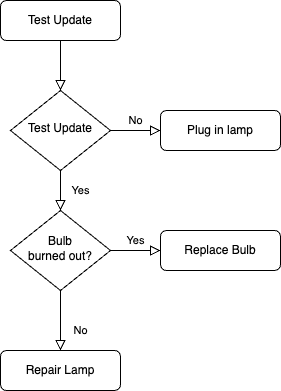 Test Update
Test Update
No
Plug in lamp
Yes
Bulb
burned out?
Yes
Replace Bulb
No
Repair Lamp